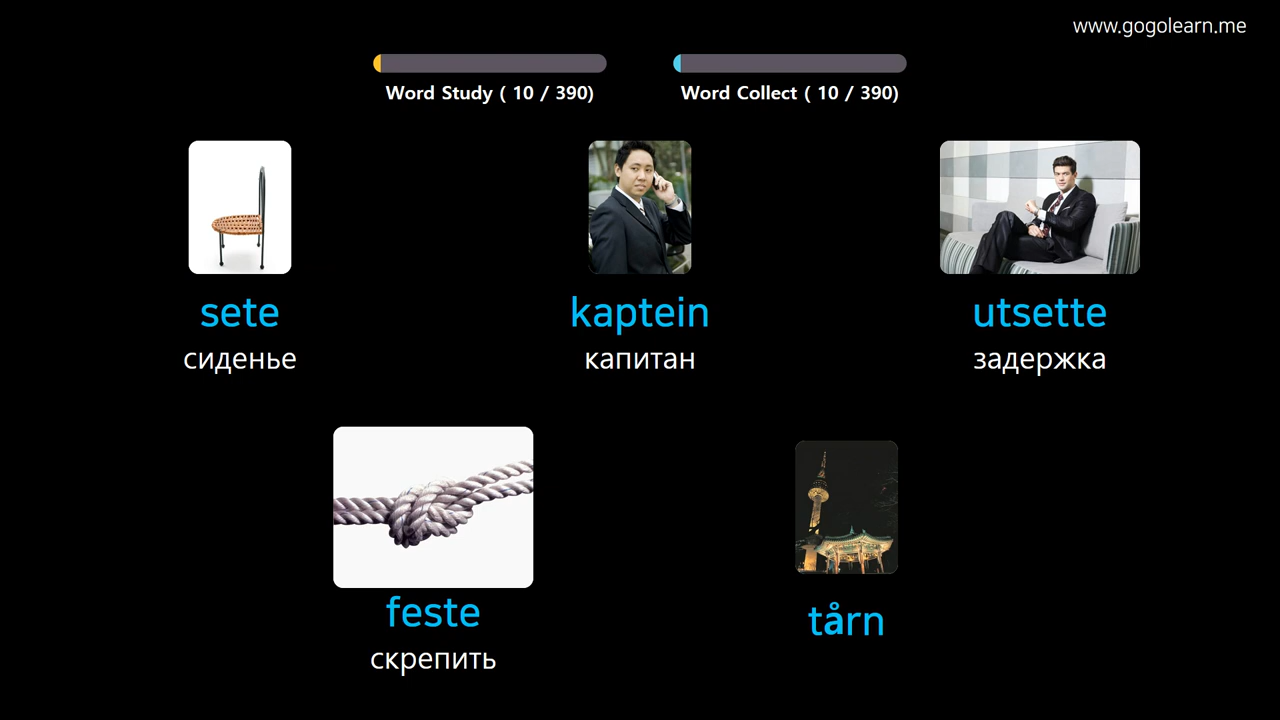 www.gogolearn.me
Word Study ( 10 / 390)
Word Collect ( 10 / 390)
sete
сиденье
kaptein
капитан
utsette
задержка
feste
скрепить
tårn